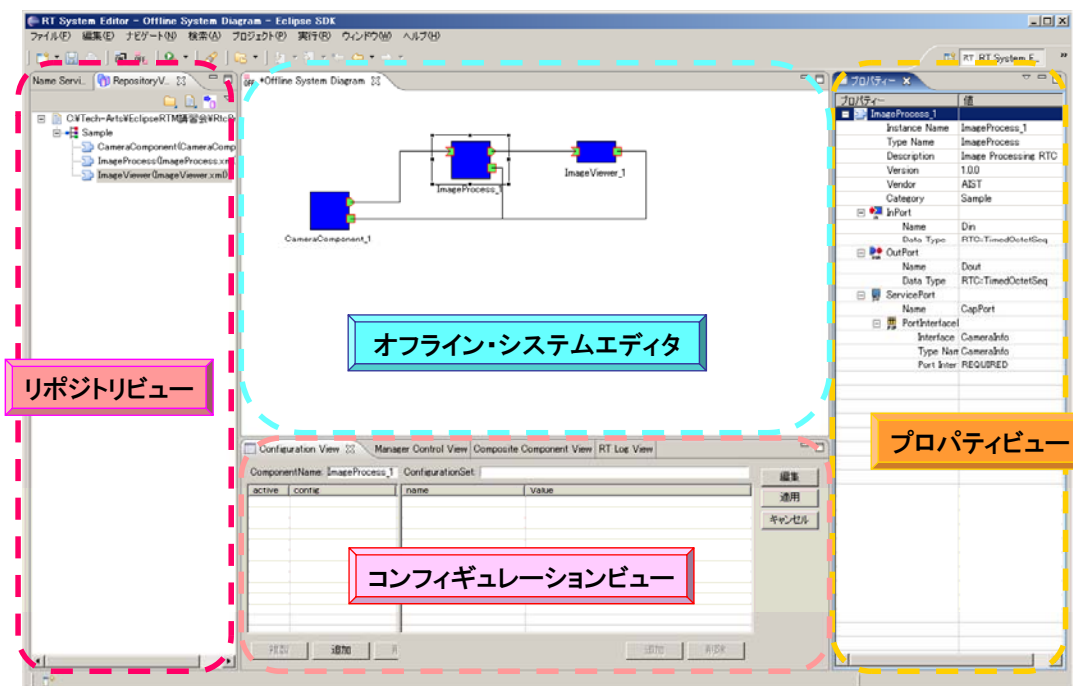 RT System Editor - Offline System Diagram - Eclipse SDK
ファイル(F) 編集(E) ナビゲート(N) 検索(A) プロジェクト(P) 実行(R) ウィンドウ(W) ヘルプ(H)
RT RT System E..
Name Servi.. RepositoryV..
C:¥Tech-Arts¥EclipseRTM講習会¥RtcR
Sample
CameraComponent(CameraComp
ImageProcess(ImageProcess.xm
ImageViewer(ImageViewer.xml)
リポジトリビュー
*Offline System Diagram
ImageProcess_1
ImageViewer_1
CameraComponent_1
オフライン・システムエディタ
Configuration View Manager Control View Composite Component View RT Log View
ComponentName: ImageProcess_1 ConfigurationSet:
編集
active config name Value
適用
キャンセル
コンフィギュレーションビュー
複製 追加 追加 削除
プロパティー
プロパティー 値
ImageProcess_1
Instance Name ImageProcess_1
Type Name ImageProcess
Description Image Processing RTC
Version 1.0.0
Vendor AIST
Category Sample
InPort
Name Din
Data Type RTC:TimedOctetSeq
OutPort
Name Dout
Data Type RTC:TimedOctetSeq
ServicePort
Name CapPort
PortInterfaceI
Interface CameraInfo
Type Nam CameraInfo
Port Inter REQUIRED
プロパティビュー